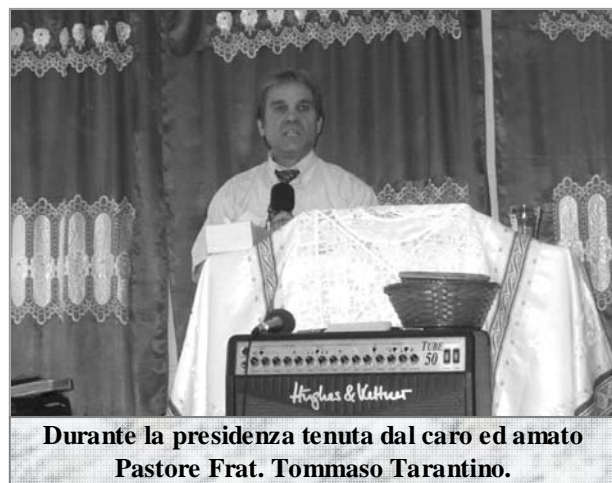 TUBE
50
Hughes & Kettner
Durante la presidenza tenuta dal caro ed amato
Pastore Frat. Tommaso Tarantino.